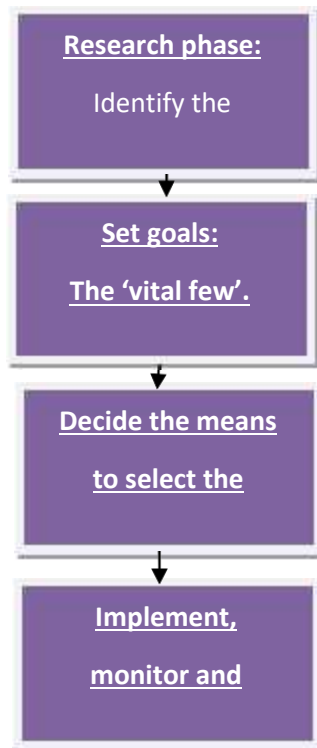 Research phase:
Identify the
Set goals:
The ‘vital few’.
Decide the means
to select the
Implement,
monitor and